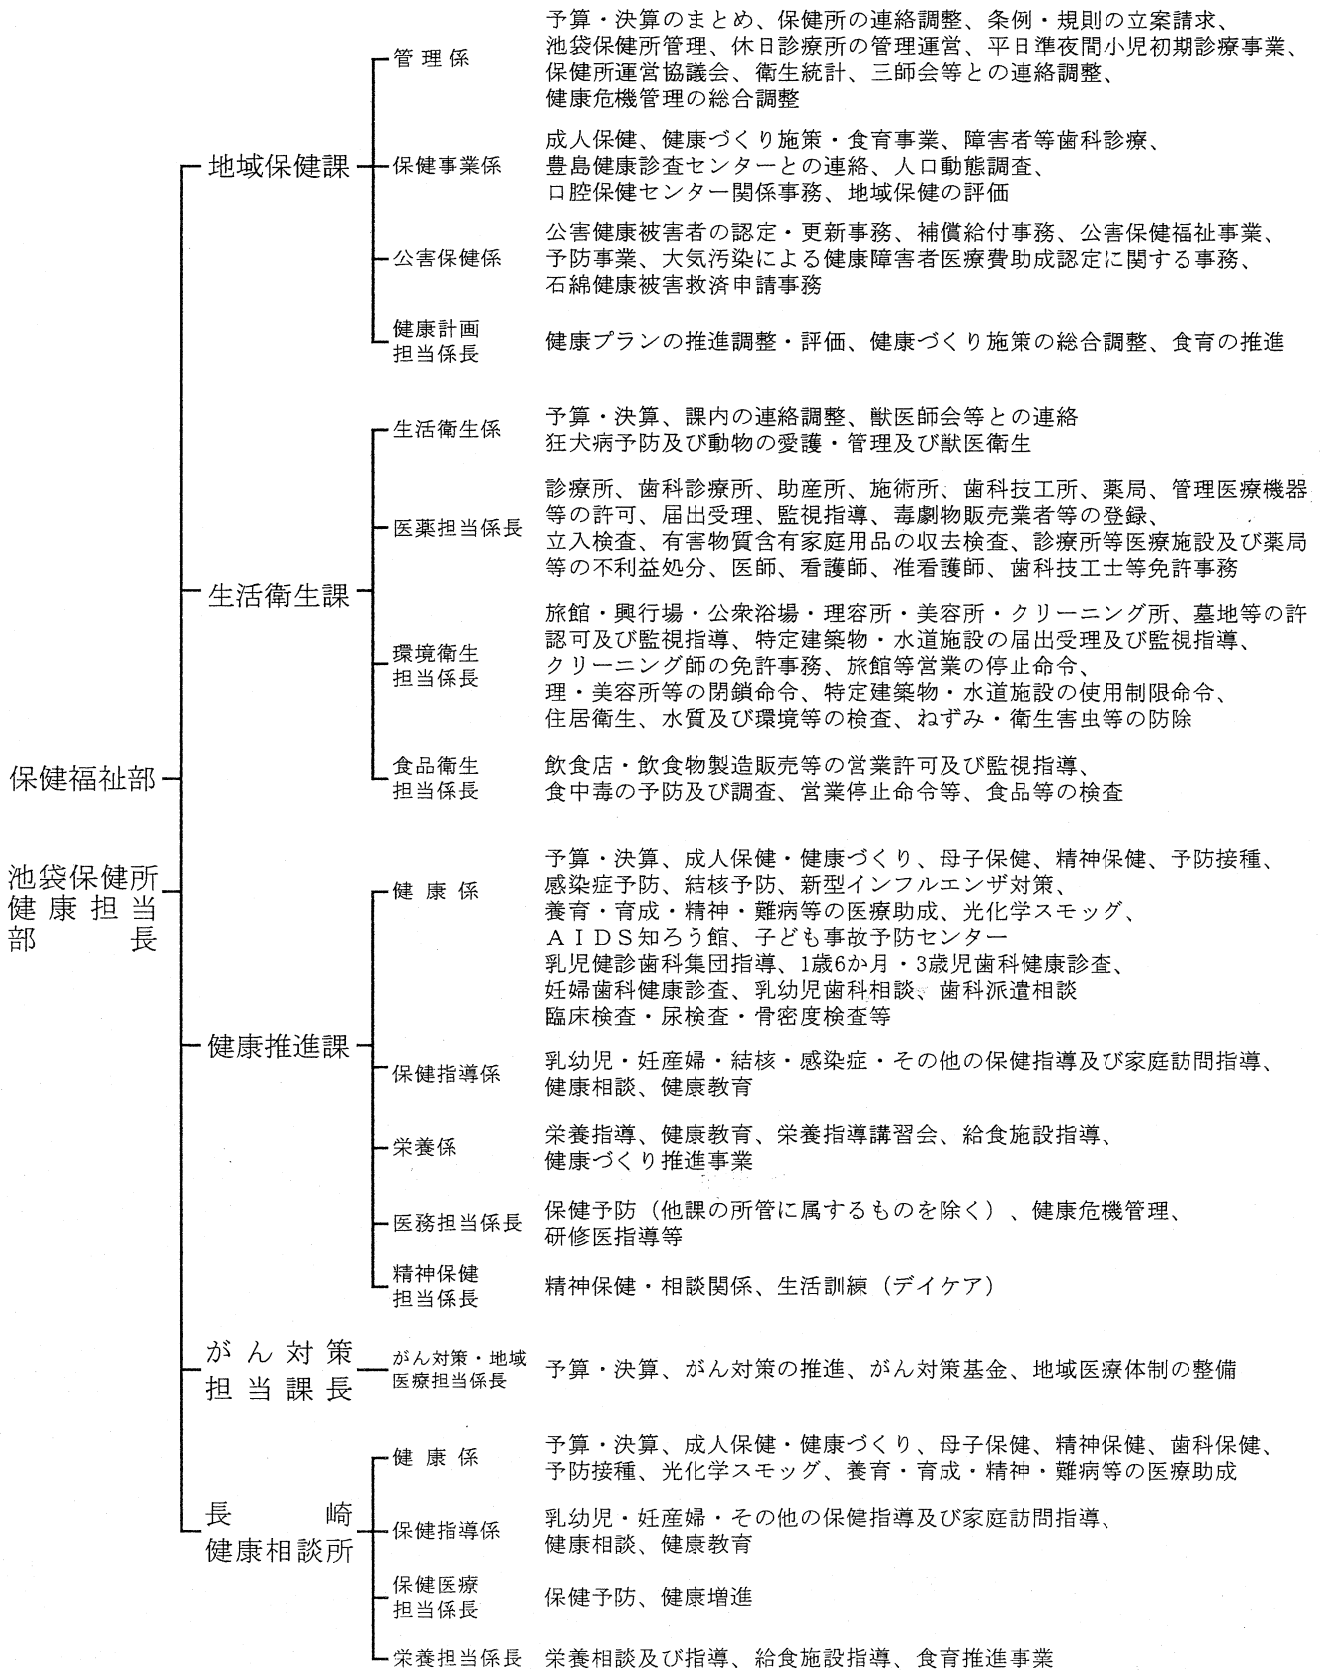 保健福祉部
池袋保健所
健康担当
部長
地域保健課
管理係
予算・決算のまとめ、保健所の連絡調整、条例・規則の立案請求、
池袋保健所管理、休日診療所の管理運営、平日準夜間小児初期診療事業、
保健所運営協議会、衛生統計、三師会等との連絡調整、
健康危機管理の総合調整
保健事業係
成人保健、健康づくり施策・食育事業、障害者等歯科診療、
豊島健康診査センターとの連絡、人口動態調査、
口腔保健センター関係事務、地域保健の評価
公害保健係
公害健康被害者の認定・更新事務、補償給付事務、公害保健福祉事業、
予防事業、大気汚染による健康障害者医療費助成認定に関する事務、
石綿健康被害救済申請事務
健康計画
担当係長
健康プランの推進調整・評価、健康づくり施策の総合調整、食育の推進
生活衛生課
生活衛生係
予算・決算、課内の連絡調整、獣医師会等との連絡
狂犬病予防及び動物の愛護・管理及び獣医衛生
医薬担当係長
診療所、歯科診療所、助産所、施術所、歯科技工所、薬局、管理医療機器
等の許可、届出受理、監視指導、毒劇物販売業者等の登録、
立入検査、有害物質含有家庭用品の収去検査、診療所等医療施設及び薬局
等の不利益処分、医師、看護師、准看護師、歯科技工士等免許事務
環境衛生
担当係長
旅館・興行場・公衆浴場・理容所・美容所・クリーニング所、墓地等の許
認可及び監視指導、特定建築物・水道施設の届出受理及び監視指導、
クリーニング師の免許事務、旅館等営業の停止命令、
理・美容所等の閉鎖命令、特定建築物・水道施設の使用制限命令、
住居衛生、水質及び環境等の検査、ねずみ・衛生害虫等の防除
食品衛生
担当係長
飲食店・飲食物製造販売等の営業許可及び監視指導、
食中毒の予防及び調査、営業停止命令等、食品等の検査
健康推進課
健康係
予算・決算、成人保健・健康づくり、母子保健、精神保健、予防接種、
感染症予防、結核予防、新型インフルエンザ対策、
養育・育成・精神・難病等の医療助成、光化学スモッグ、
ＡＩＤＳ知ろう館、子ども事故予防センター
乳児健診歯科集団指導、1歳6か月・3歳児歯科健康診査、
妊婦歯科健康診査、乳幼児歯科相談、歯科派遣相談
臨床検査・尿検査・骨密度検査等
保健指導係
乳幼児・妊産婦・結核・感染症・その他の保健指導及び家庭訪問指導、
健康相談、健康教育
栄養係
栄養指導、健康教育、栄養指導講習会、給食施設指導、
健康づくり推進事業
医務担当係長
保健予防（他課の所管に属するものを除く）、健康危機管理、
研修医指導等
精神保健
担当係長
精神保健・相談関係、生活訓練（デイケア）
がん対策
担当課長
がん対策・地域
医療担当係長
予算・決算、がん対策の推進、がん対策基金、地域医療体制の整備
長崎
健康相談所
健康係
予算・決算、成人保健・健康づくり、母子保健、精神保健、歯科保健、
予防接種、光化学スモッグ、養育・育成・精神・難病等の医療助成
保健指導係
乳幼児・妊産婦・その他の保健指導及び家庭訪問指導、
健康相談、健康教育
保健医療
担当係長
保健予防、健康増進
栄養担当係長
栄養相談及び指導、給食施設指導、食育推進事業